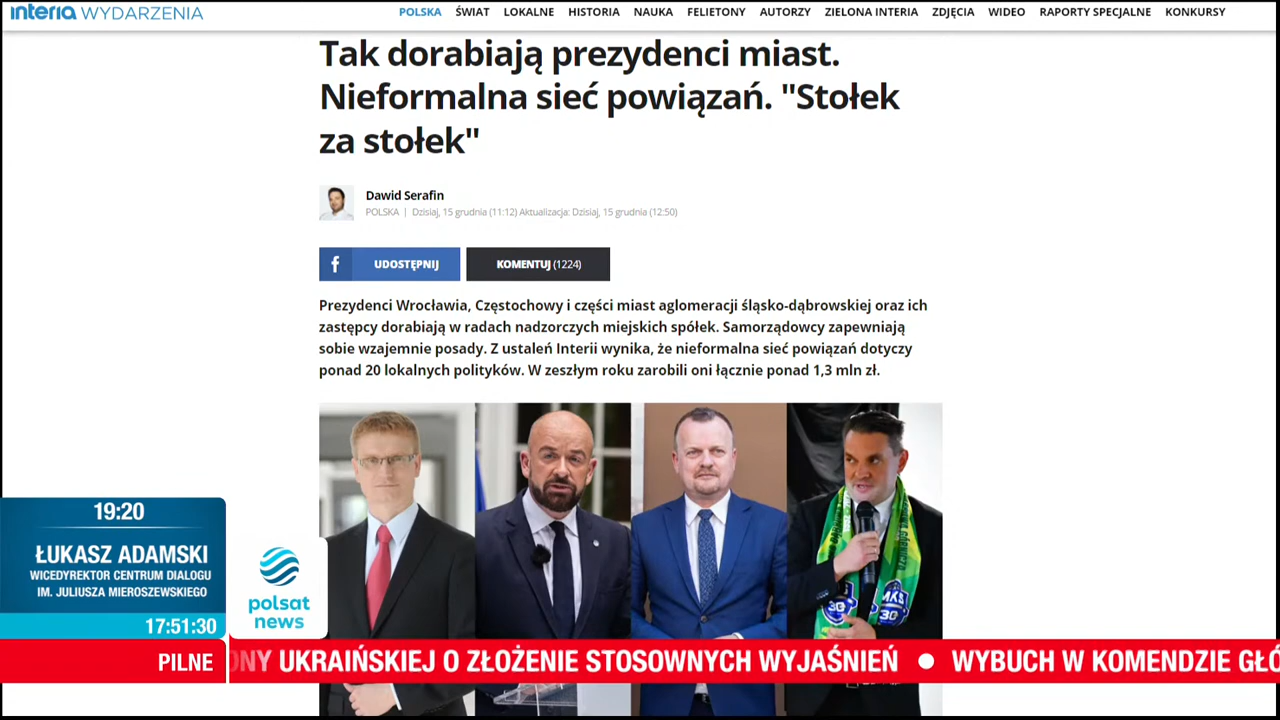 interia WYDARZENIA
POLSKA ŚWIAT LOKALNE HISTORIA NAUKA FELIETONY AUTORZY ZIELONA INTERIA ZDJĘCIA WIDEO RAPORTY SPECJALNE KONKURSY
Tak dorabiają prezydenci miast.
Nieformalna sieć powiązań. "Stołek
za stołek"
Dawid Serafin
POLSKA | Dzisiaj, 15 grudnia (11:12) Aktualizacja: Dzisiaj, 15 grudnia (12:50)
f UDOSTĘPNIJ KOMENTUJ (1224)
Prezydenci Wrocławia, Częstochowy i części miast aglomeracji śląsko-dąbrowskiej oraz ich
zastępcy dorabiają w radach nadzorczych miejskich spółek. Samorządowcy zapewniają
sobie wzajemnie posady. Z ustaleń Interii wynika, że nieformalna sieć powiązań dotyczy
ponad 20 lokalnych polityków. W zeszłym roku zarobili oni łącznie ponad 1,3 mln zł.
19:20
ŁUKASZ ADAMSKI
WICEDYREKTOR CENTRUM DIALOGU
IM. JULIUSZA MIEROSZEWSKIEGO
17:51:30
polsat
news
MKS
30
30
PILNE ONY UKRAIŃSKIEJ O ZŁOŻENIE STOSOWNYCH WYJAŚNIEŃ ● WYBUCH W KOMENDZIE GŁÓ